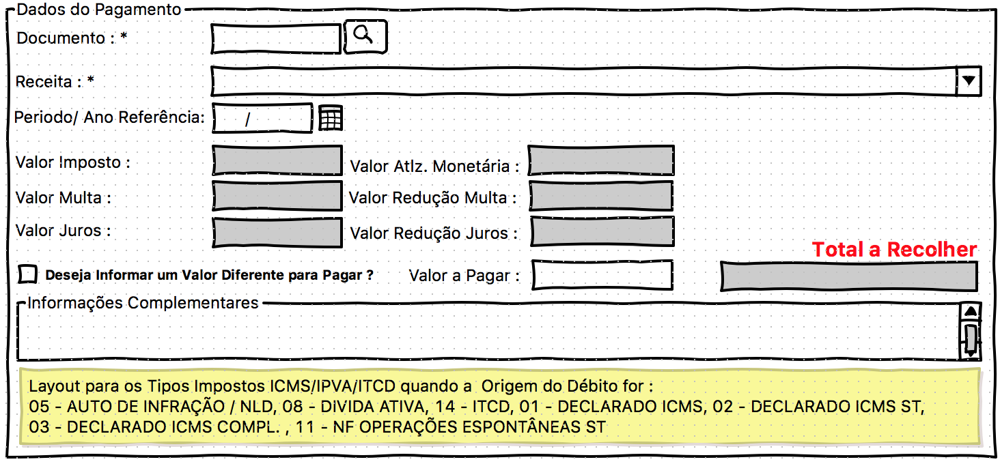 Dados do Pagamento
Documento : *
Receita : *
Periodo/ Ano Referência: /
Valor Imposto : Valor Atlz. Monetária :
Valor Multa : Valor Redução Multa :
Valor Juros : Valor Redução Juros :
Total a Recolher
Deseja Informar um Valor Diferente para Pagar ? Valor a Pagar :
Informações Complementares
Layout para os Tipos Impostos ICMS/IPVA/ITCD quando a Origem do Débito for :
05 - AUTO DE INFRAÇÃO / NLD, 08 - DIVIDA ATIVA, 14 - ITCD, 01 - DECLARADO ICMS, 02 - DECLARADO ICMS ST,
03 - DECLARADO ICMS COMPL. , 11 - NF OPERAÇÕES ESPONTÂNEAS ST